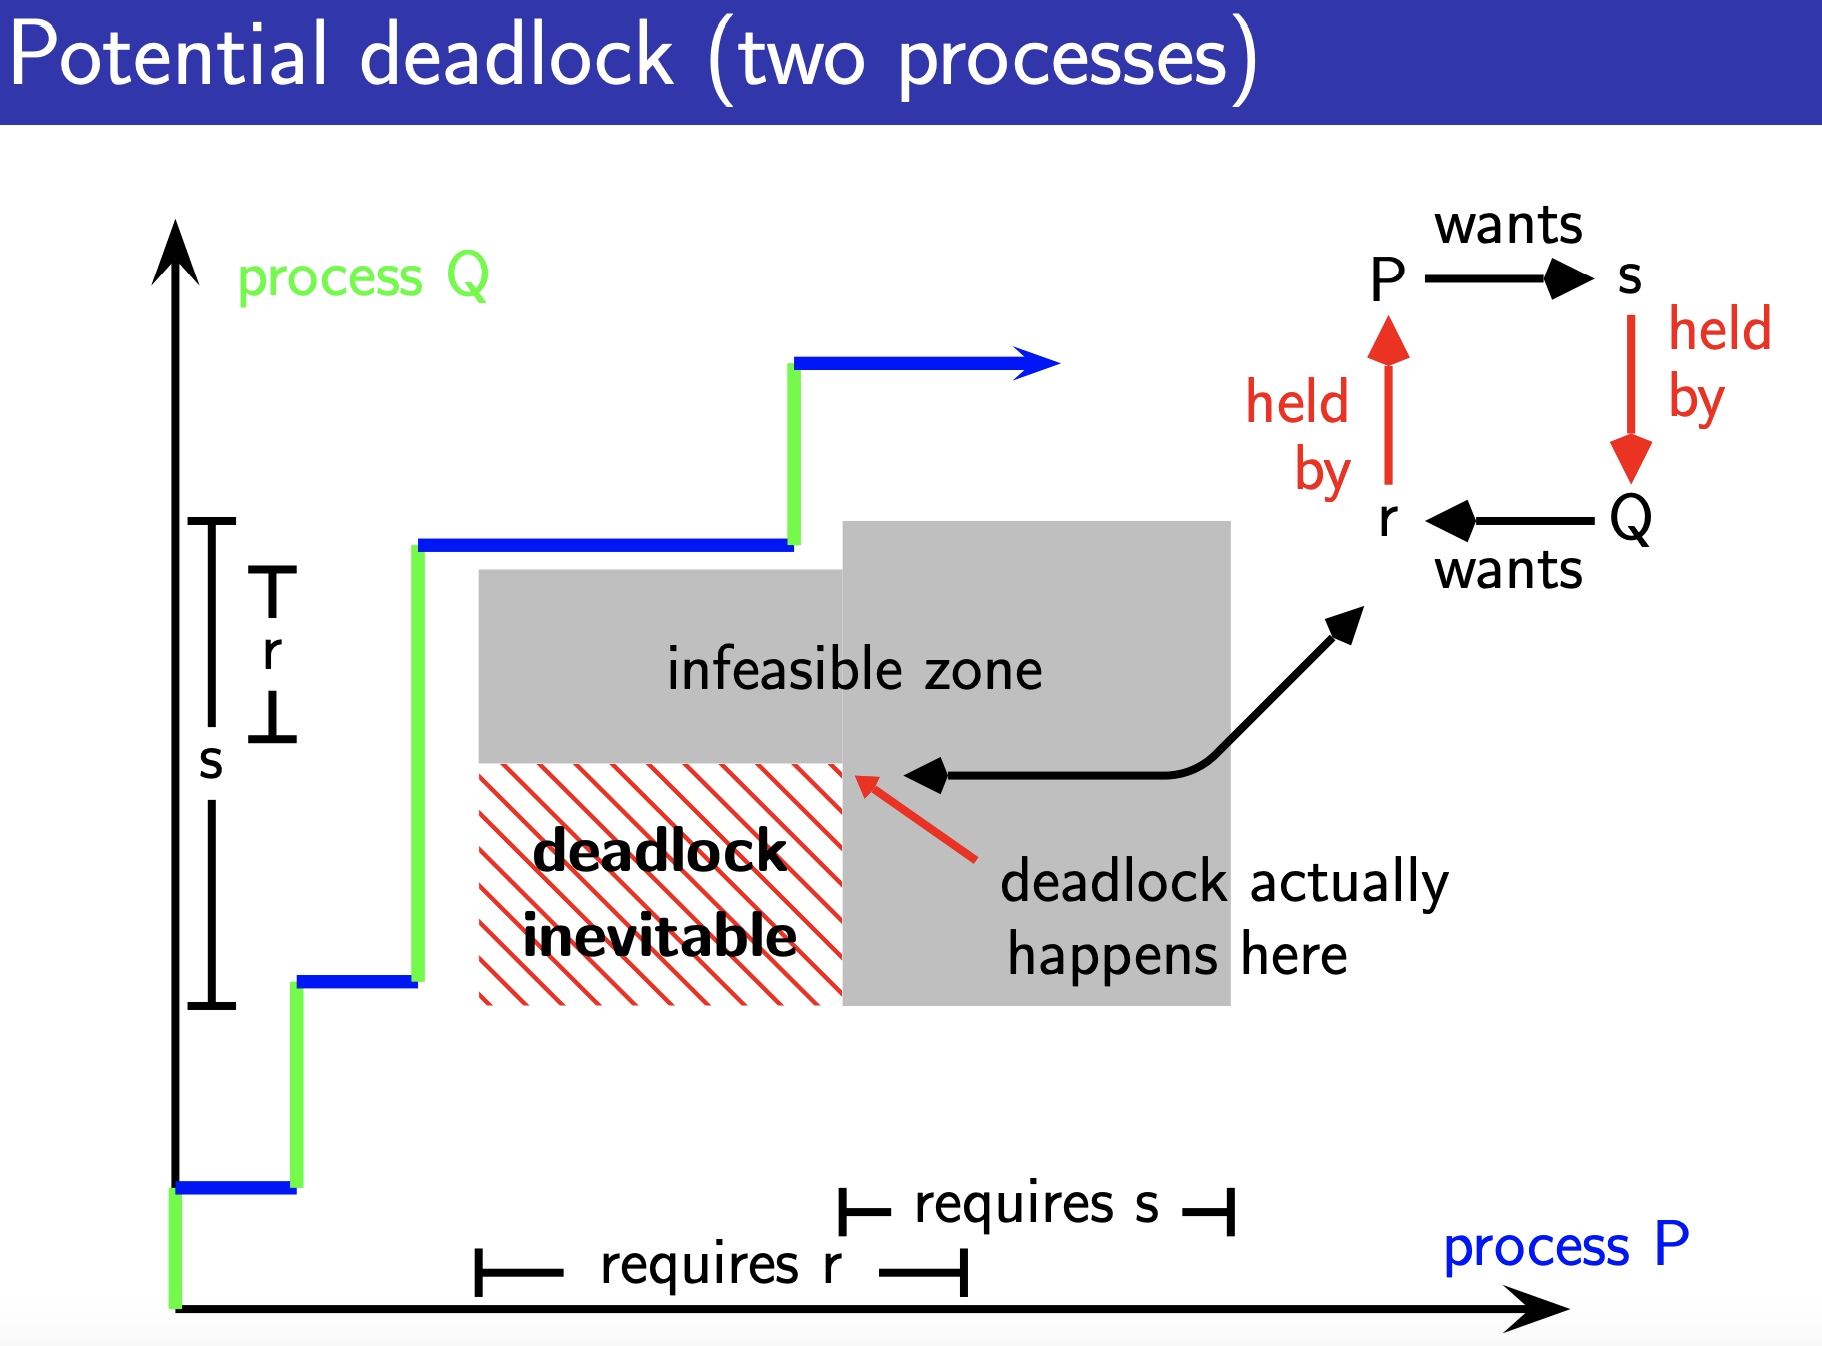 Potential deadlock (two processes)
process Q
wants
P
s
held
by
held
by
r
Q
wants
r
s
infeasible zone
deadlock
inevitable
deadlock actually
happens here
requires s
requires r
process P